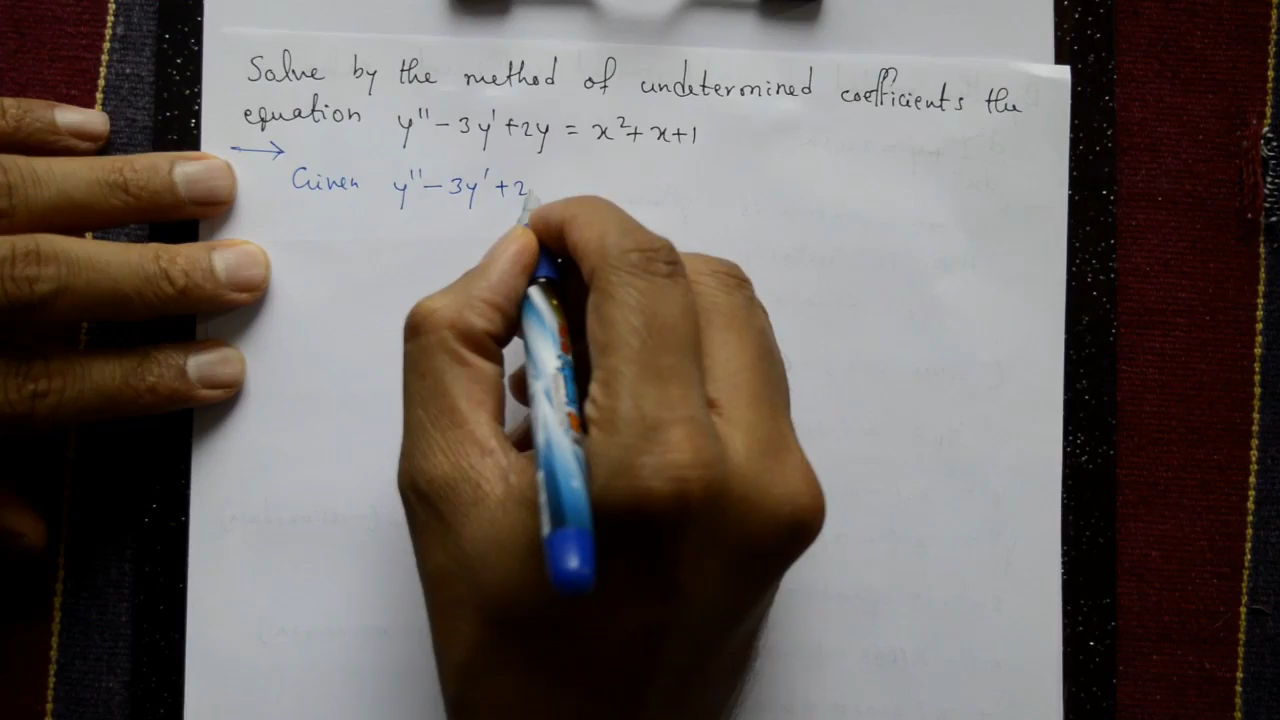 Solve by the method of undetermined coefficients the
equation y'' - 3y' + 2y = x² + x + 1
→ Given y'' - 3y' + 2